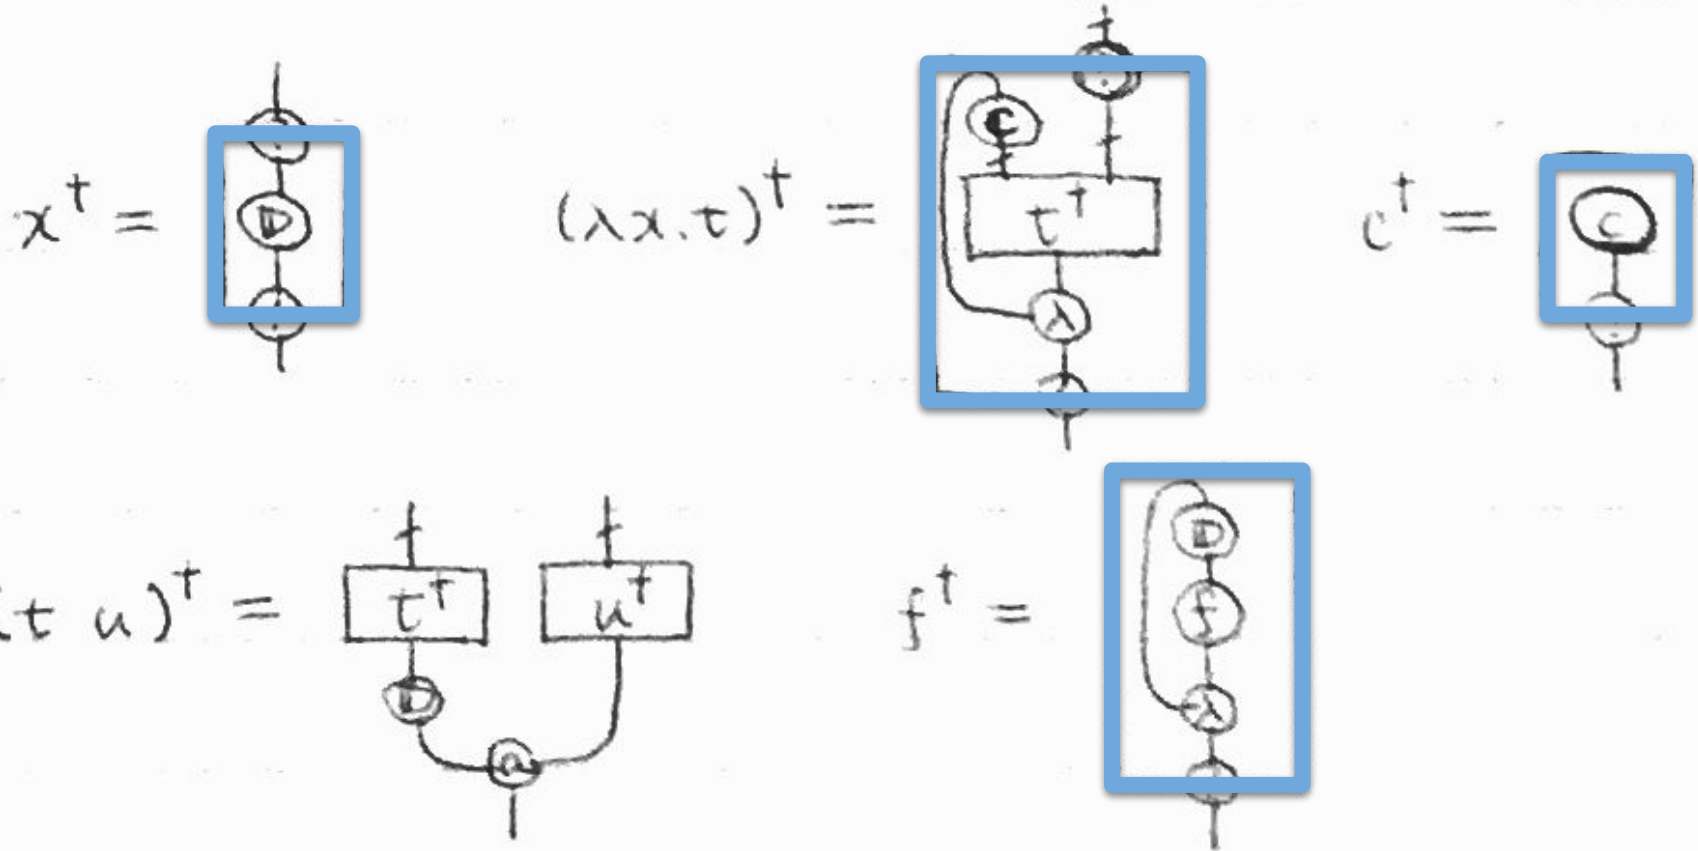 x† = D
(λx.t)† = C t† λ
c† = c
t u)† = t† u† D @
f† = D f λ